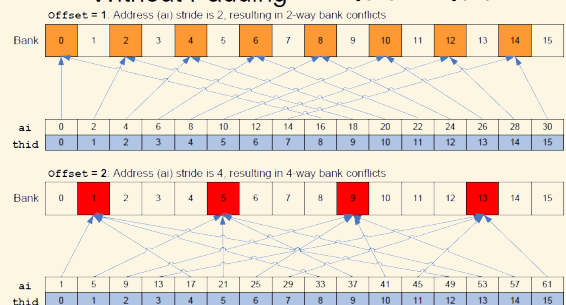 Without Padding
Offset = 1: Address (ai) stride is 2, resulting in 2-way bank conflicts
Bank 0 1 2 3 4 5 6 7 8 9 10 11 12 13 14 15
ai 0 2 4 6 8 10 12 14 16 18 20 22 24 26 28 30
thid 0 1 2 3 4 5 6 7 8 9 10 11 12 13 14 15
Offset = 2: Address (ai) stride is 4, resulting in 4-way bank conflicts
Bank 0 1 2 3 4 5 6 7 8 9 10 11 12 13 14 15
ai 1 5 9 13 17 21 25 29 33 37 41 45 49 53 57 61
thid 0 1 2 3 4 5 6 7 8 9 10 11 12 13 14 15